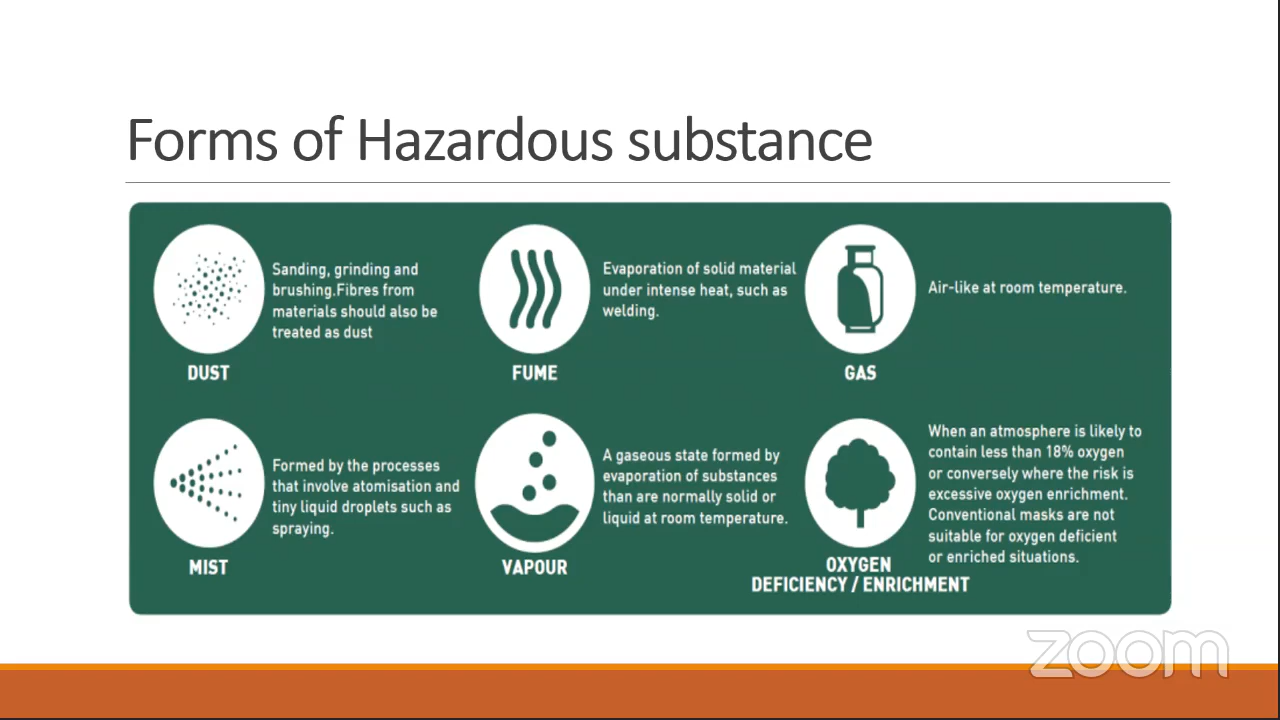 Forms of Hazardous substance
Sanding, grinding and
brushing.Fibres from
materials should also be
treated as dust
DUST
Evaporation of solid material
under intense heat, such as
welding.
FUME
Air-like at room temperature.
GAS
Formed by the processes
that involve atomisation and
tiny liquid droplets such as
spraying.
MIST
A gaseous state formed by
evaporation of substances
than are normally solid or
liquid at room temperature.
VAPOUR
When an atmosphere is likely to
contain less than 18% oxygen
or conversely where the risk is
excessive oxygen enrichment.
Conventional masks are not
suitable for oxygen deficient
or enriched situations.
OXYGEN
DEFICIENCY / ENRICHMENT
zoom